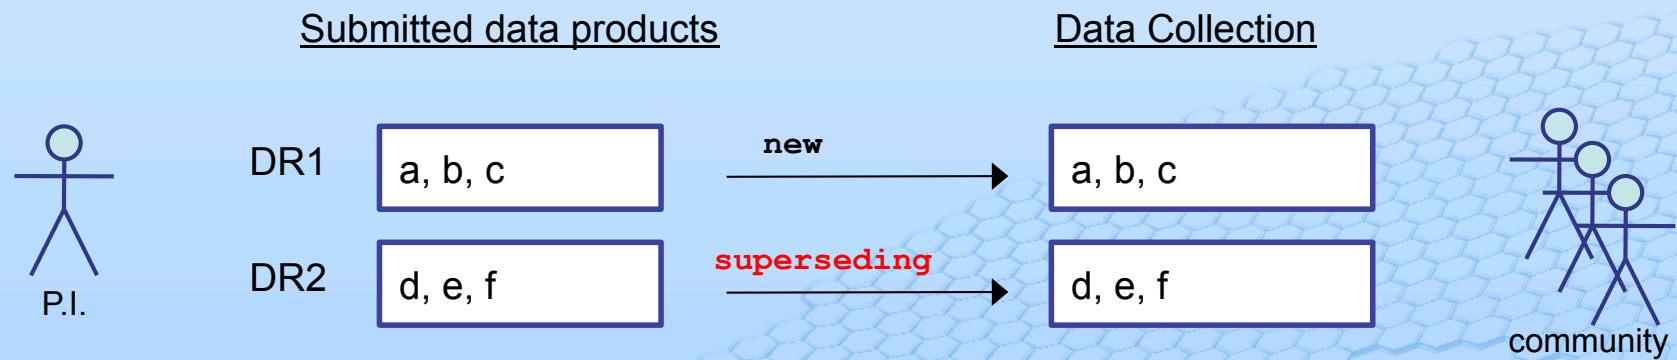 Submitted data products
Data Collection
DR1
a, b, c
new
a, b, c
DR2
d, e, f
superseding
d, e, f
P.I.
community